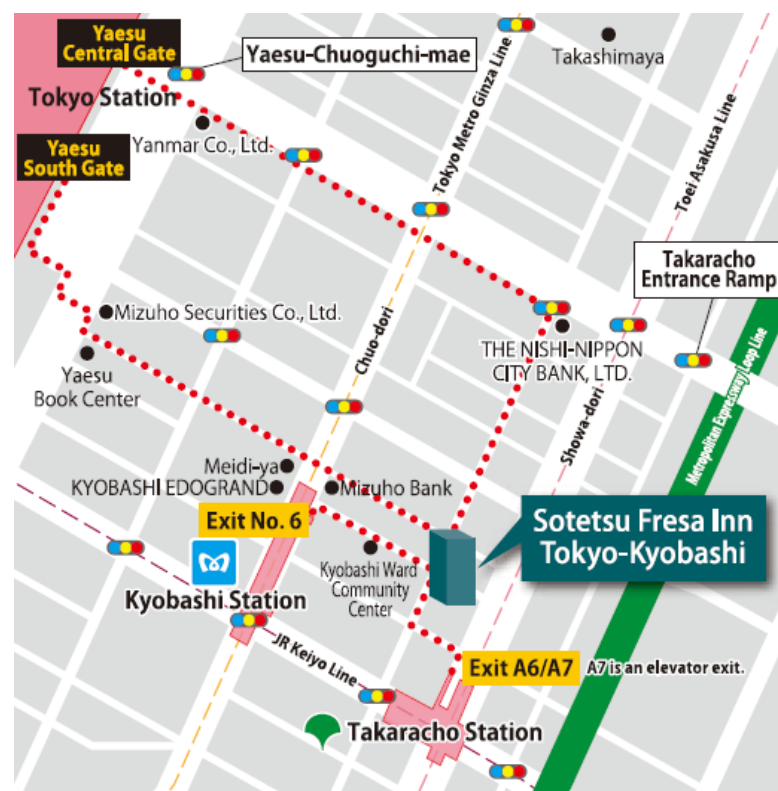 Yaesu
Central Gate
Yaesu-Chuoguchi-mae
Takashimaya
Tokyo Station
Yanmar Co., Ltd.
Yaesu
South Gate
Tokyo Metro Ginza Line
Toei Asakusa Line
Takaracho
Entrance Ramp
Mizuho Securities Co., Ltd.
THE NISHI-NIPPON
CITY BANK, LTD.
Chuo-dori
Yaesu
Book Center
Showa-dori
Metropolitan Expressway Loop Line
Meidi-ya
KYOBASHI EDOGRAND
Mizuho Bank
Exit No. 6
Sotetsu Fresa Inn
Tokyo-Kyobashi
Kyobashi Ward
Community
Center
Kyobashi Station
JR Keiyo Line
Exit A6/A7
A7 is an elevator exit.
Takaracho Station